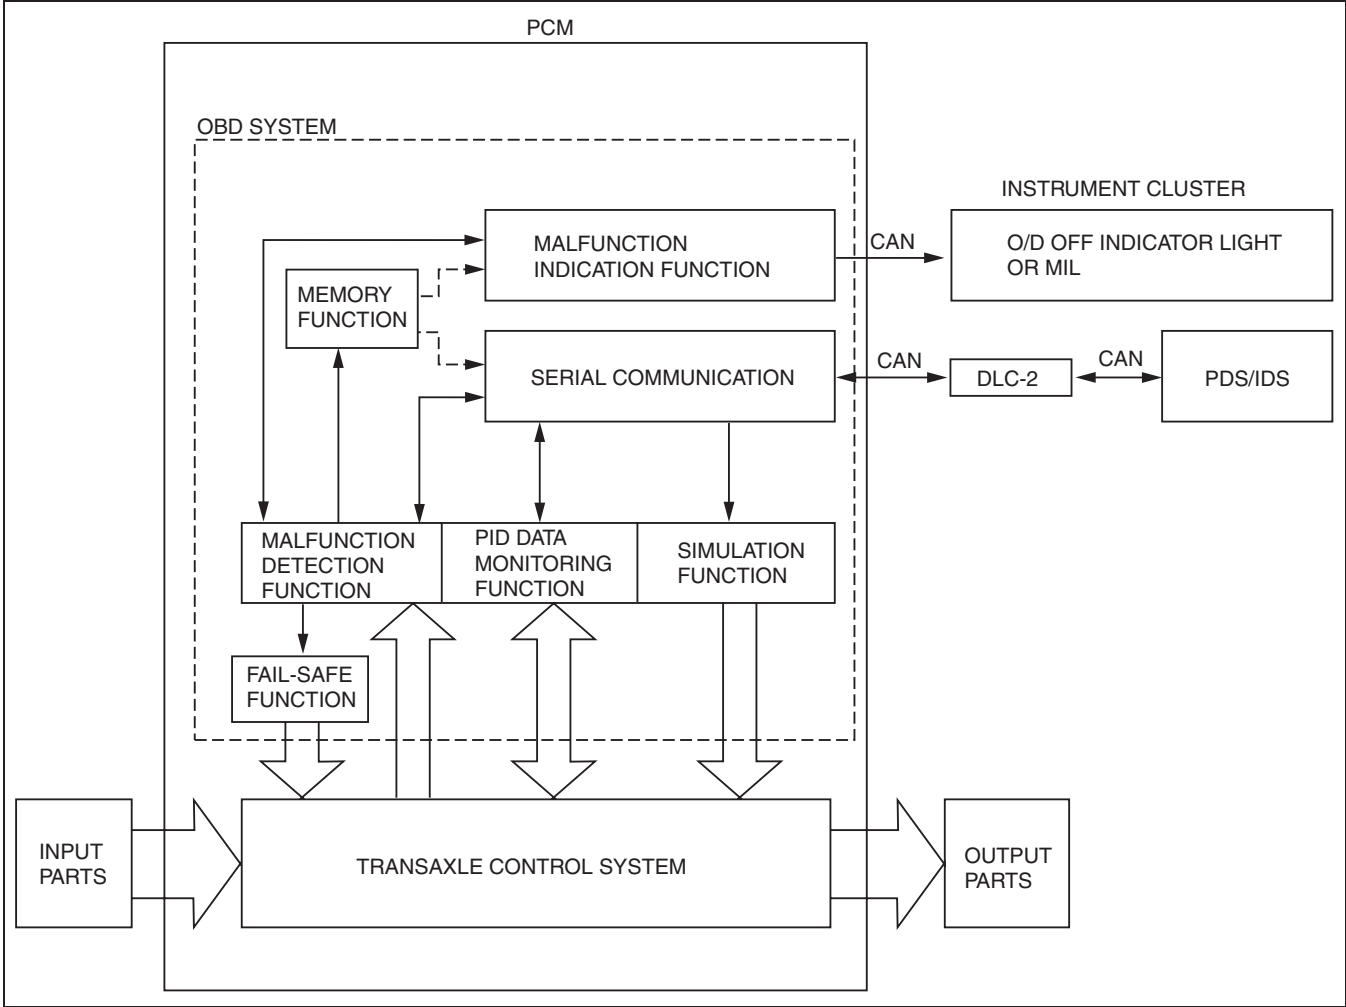 PCM
OBD SYSTEM
INSTRUMENT CLUSTER
MALFUNCTION
INDICATION FUNCTION
CAN
O/D OFF INDICATOR LIGHT
OR MIL
MEMORY
FUNCTION
SERIAL COMMUNICATION
CAN
DLC-2
CAN
PDS/IDS
MALFUNCTION
DETECTION
FUNCTION
PID DATA
MONITORING
FUNCTION
SIMULATION
FUNCTION
FAIL-SAFE
FUNCTION
INPUT
PARTS
TRANSAXLE CONTROL SYSTEM
OUTPUT
PARTS